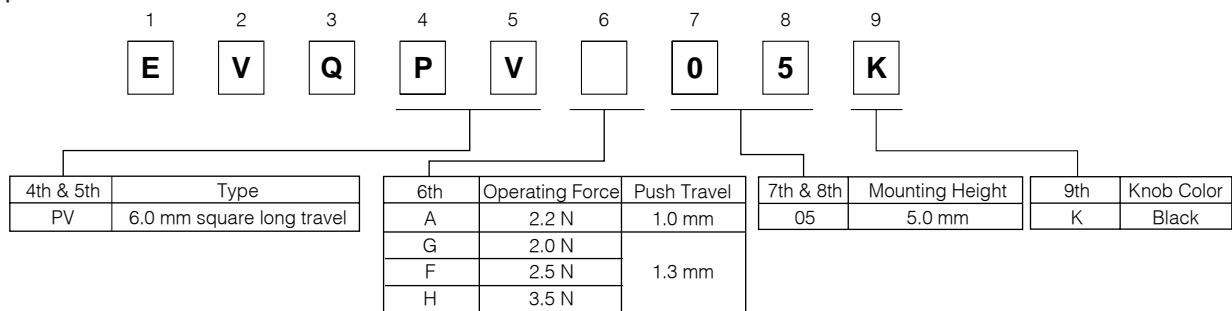 1 2 3 4 5 6 7 8 9
E V Q P V 0 5 K
4th & 5th Type
PV 6.0 mm square long travel
6th Operating Force Push Travel
A 2.2 N 1.0 mm
G 2.0 N
F 2.5 N 1.3 mm
H 3.5 N
7th & 8th Mounting Height
05 5.0 mm
9th Knob Color
K Black